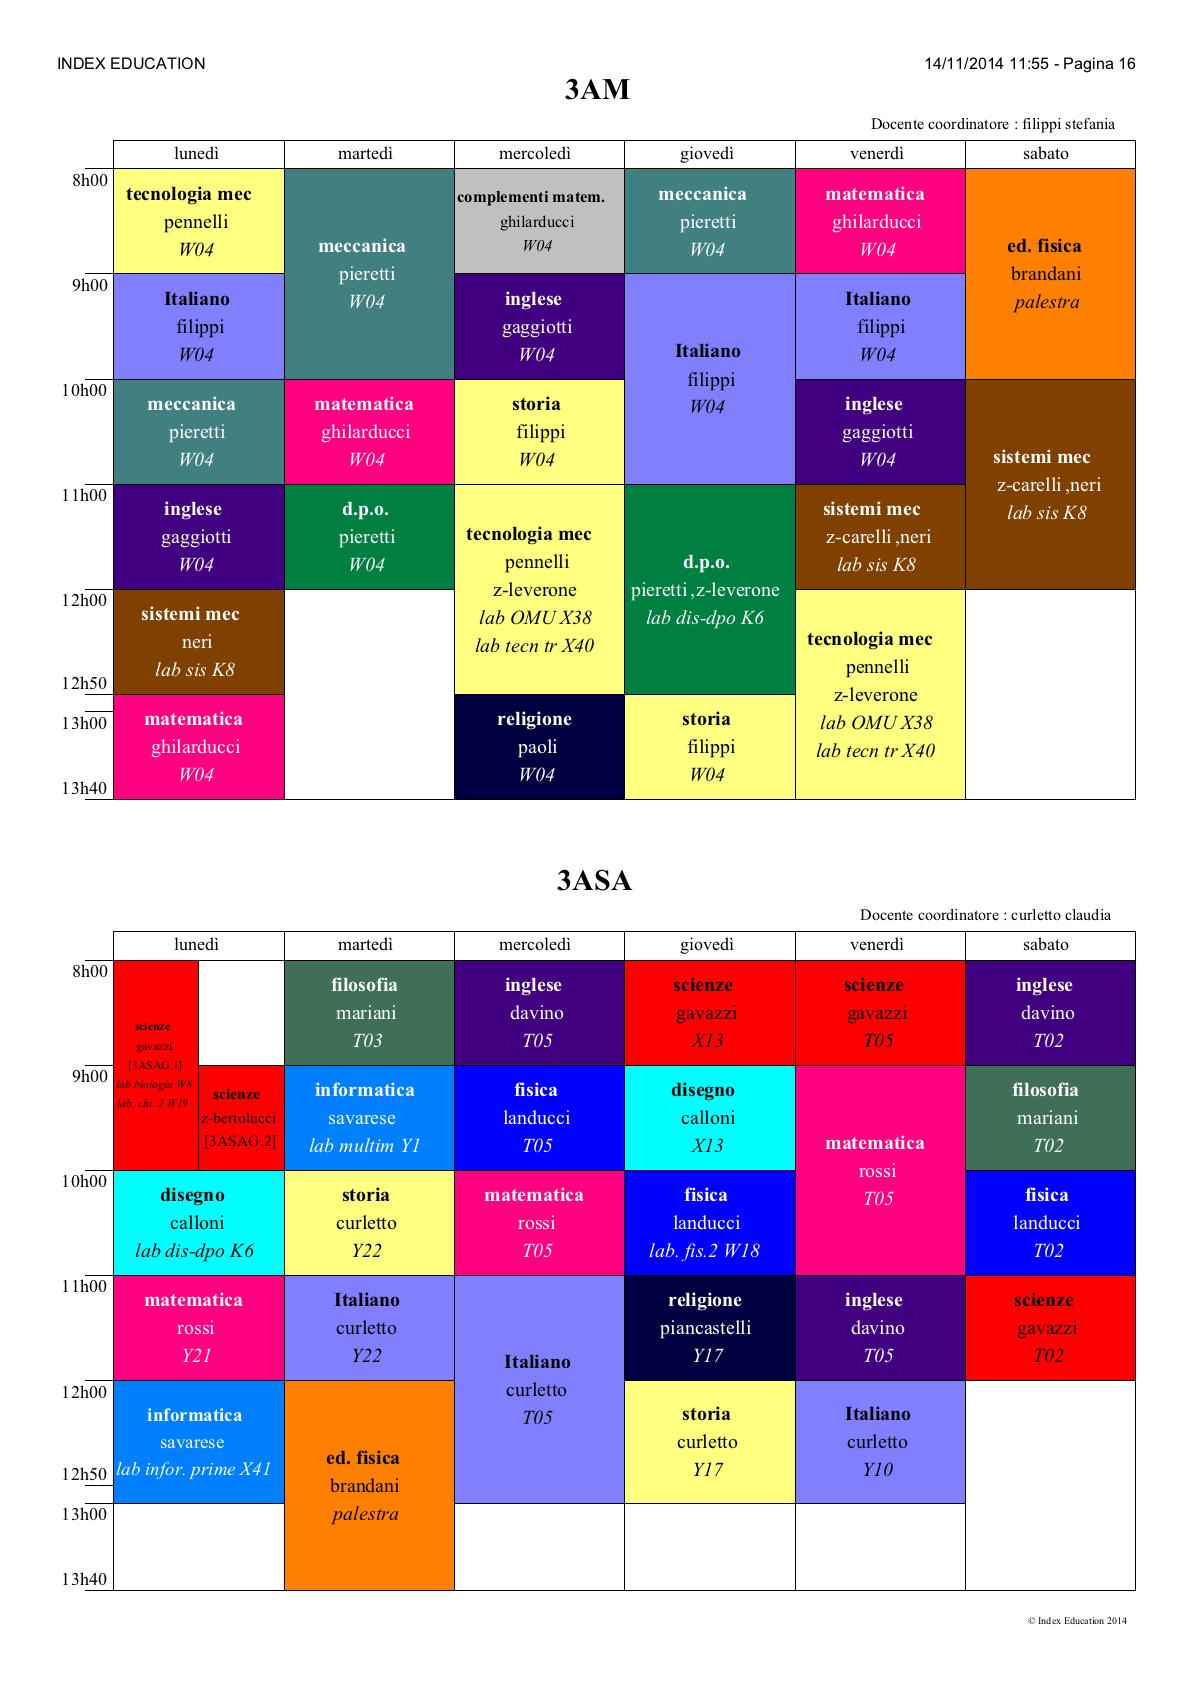 INDEX EDUCATION
14/11/2014 11:55 - Pagina 16
3AM
Docente coordinatore : filippi stefania
lunedì
martedì
mercoledì
giovedì
venerdì
sabato
8h00
9h00
10h00
11h00
12h00
12h50
13h00
13h40
tecnologia mec
pennelli
W04
Italiano
filippi
W04
meccanica
pieretti
W04
inglese
gaggiotti
W04
sistemi mec
neri
lab sis K8
matematica
ghilarducci
W04
meccanica
pieretti
W04
matematica
ghilarducci
W04
d.p.o.
pieretti
W04
complementi matem.
ghilarducci
W04
inglese
gaggiotti
W04
storia
filippi
W04
tecnologia mec
pennelli
z-leverone
lab OMU X38
lab tecn tr X40
religione
paoli
W04
meccanica
pieretti
W04
Italiano
filippi
W04
d.p.o.
pieretti ,z-leverone
lab dis-dpo K6
storia
filippi
W04
matematica
ghilarducci
W04
Italiano
filippi
W04
inglese
gaggiotti
W04
sistemi mec
z-carelli ,neri
lab sis K8
tecnologia mec
pennelli
z-leverone
lab OMU X38
lab tecn tr X40
ed. fisica
brandani
palestra
sistemi mec
z-carelli ,neri
lab sis K8
3ASA
Docente coordinatore : curletto claudia
lunedì
martedì
mercoledì
giovedì
venerdì
sabato
8h00
9h00
10h00
11h00
12h00
12h50
13h00
13h40
scienze
gavazzi
[3ASAG.1]
lab biologia W8
lab. chi. 2 W19
scienze
z-bertolucci
[3ASAG.2]
disegno
calloni
lab dis-dpo K6
matematica
rossi
Y21
informatica
savarese
lab infor. prime X41
filosofia
mariani
T03
informatica
savarese
lab multim Y1
storia
curletto
Y22
Italiano
curletto
Y22
ed. fisica
brandani
palestra
inglese
davino
T05
fisica
landucci
T05
matematica
rossi
T05
Italiano
curletto
T05
scienze
gavazzi
X13
disegno
calloni
X13
fisica
landucci
lab. fis.2 W18
religione
piancastelli
Y17
storia
curletto
Y17
scienze
gavazzi
T05
matematica
rossi
T05
inglese
davino
T05
Italiano
curletto
Y10
inglese
davino
T02
filosofia
mariani
T02
fisica
landucci
T02
scienze
gavazzi
T02
© Index Education 2014